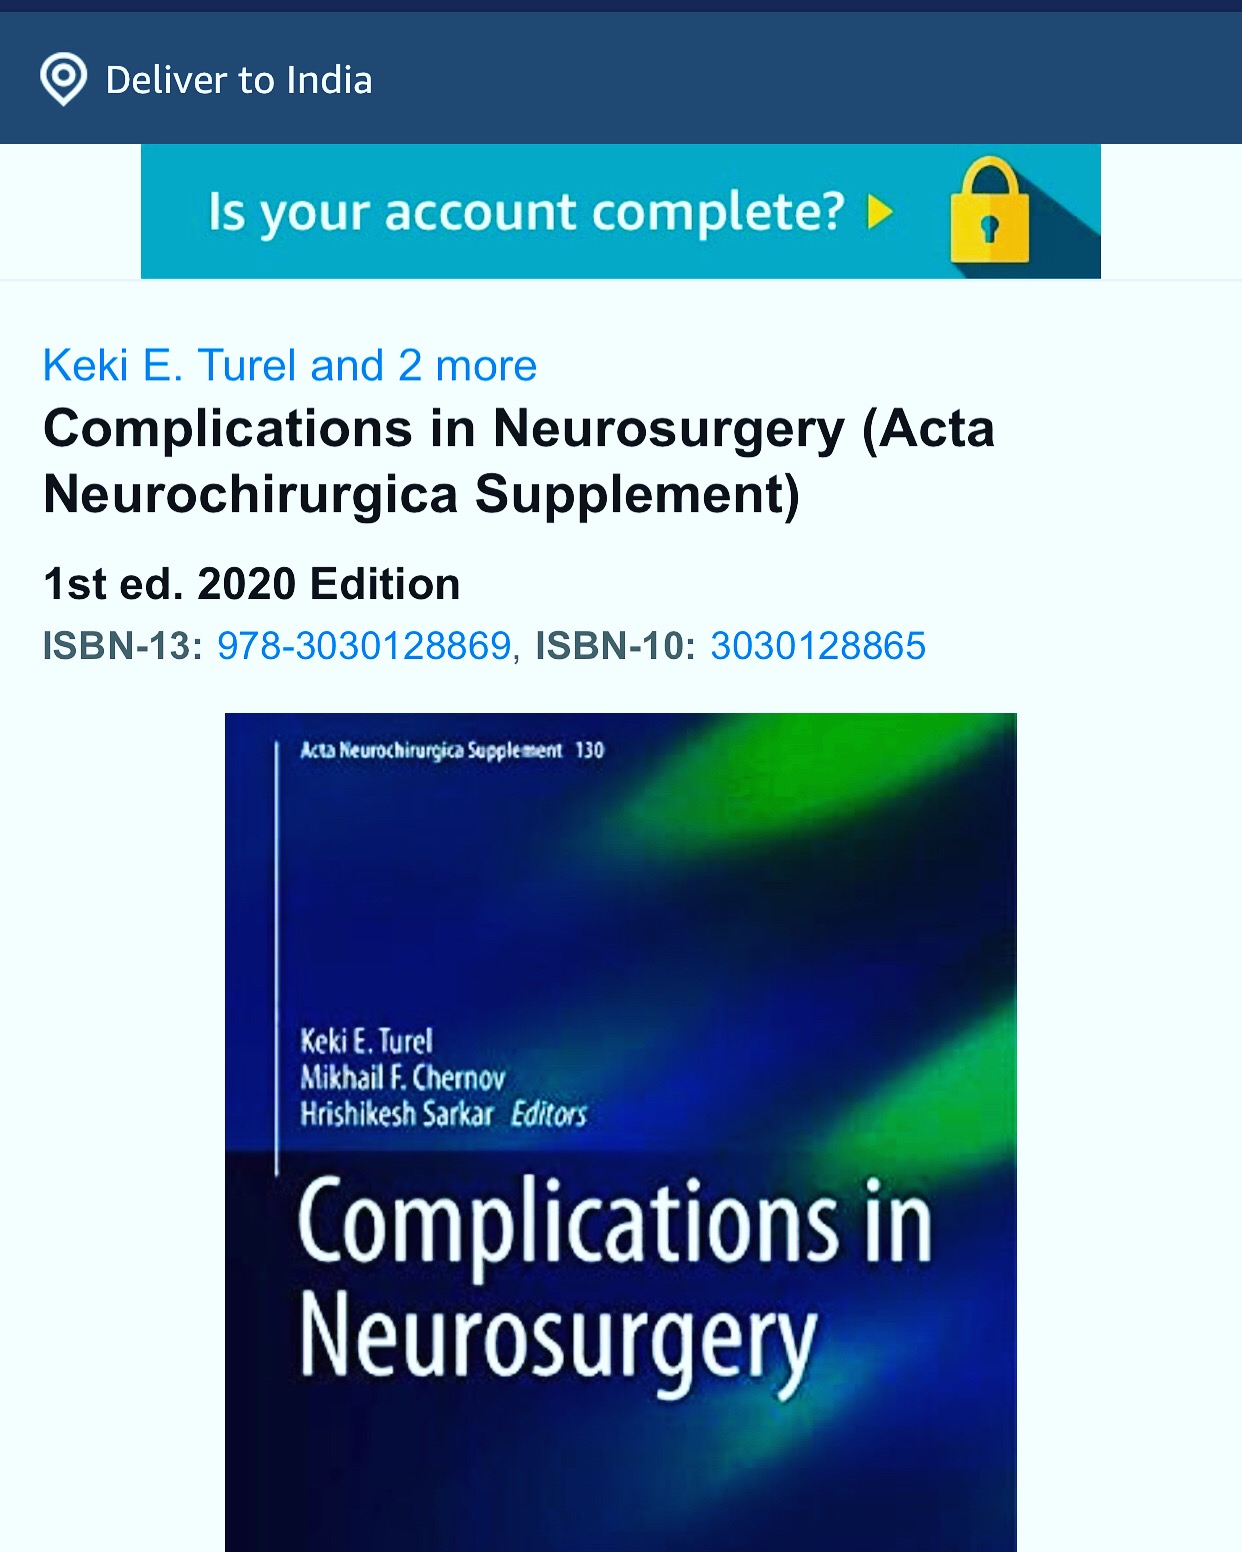 Deliver to India
Is your account complete?
Keki E. Turel and 2 more
Complications in Neurosurgery (Acta
Neurochirurgica Supplement)
1st ed. 2020 Edition
ISBN-13: 978-3030128869, ISBN-10: 3030128865
Acta Neurochirurgica Supplement 130
Keki E. Turel
Mikhail F. Chernov
Hrishikesh Sarkar Editors
Complications in
Neurosurgery